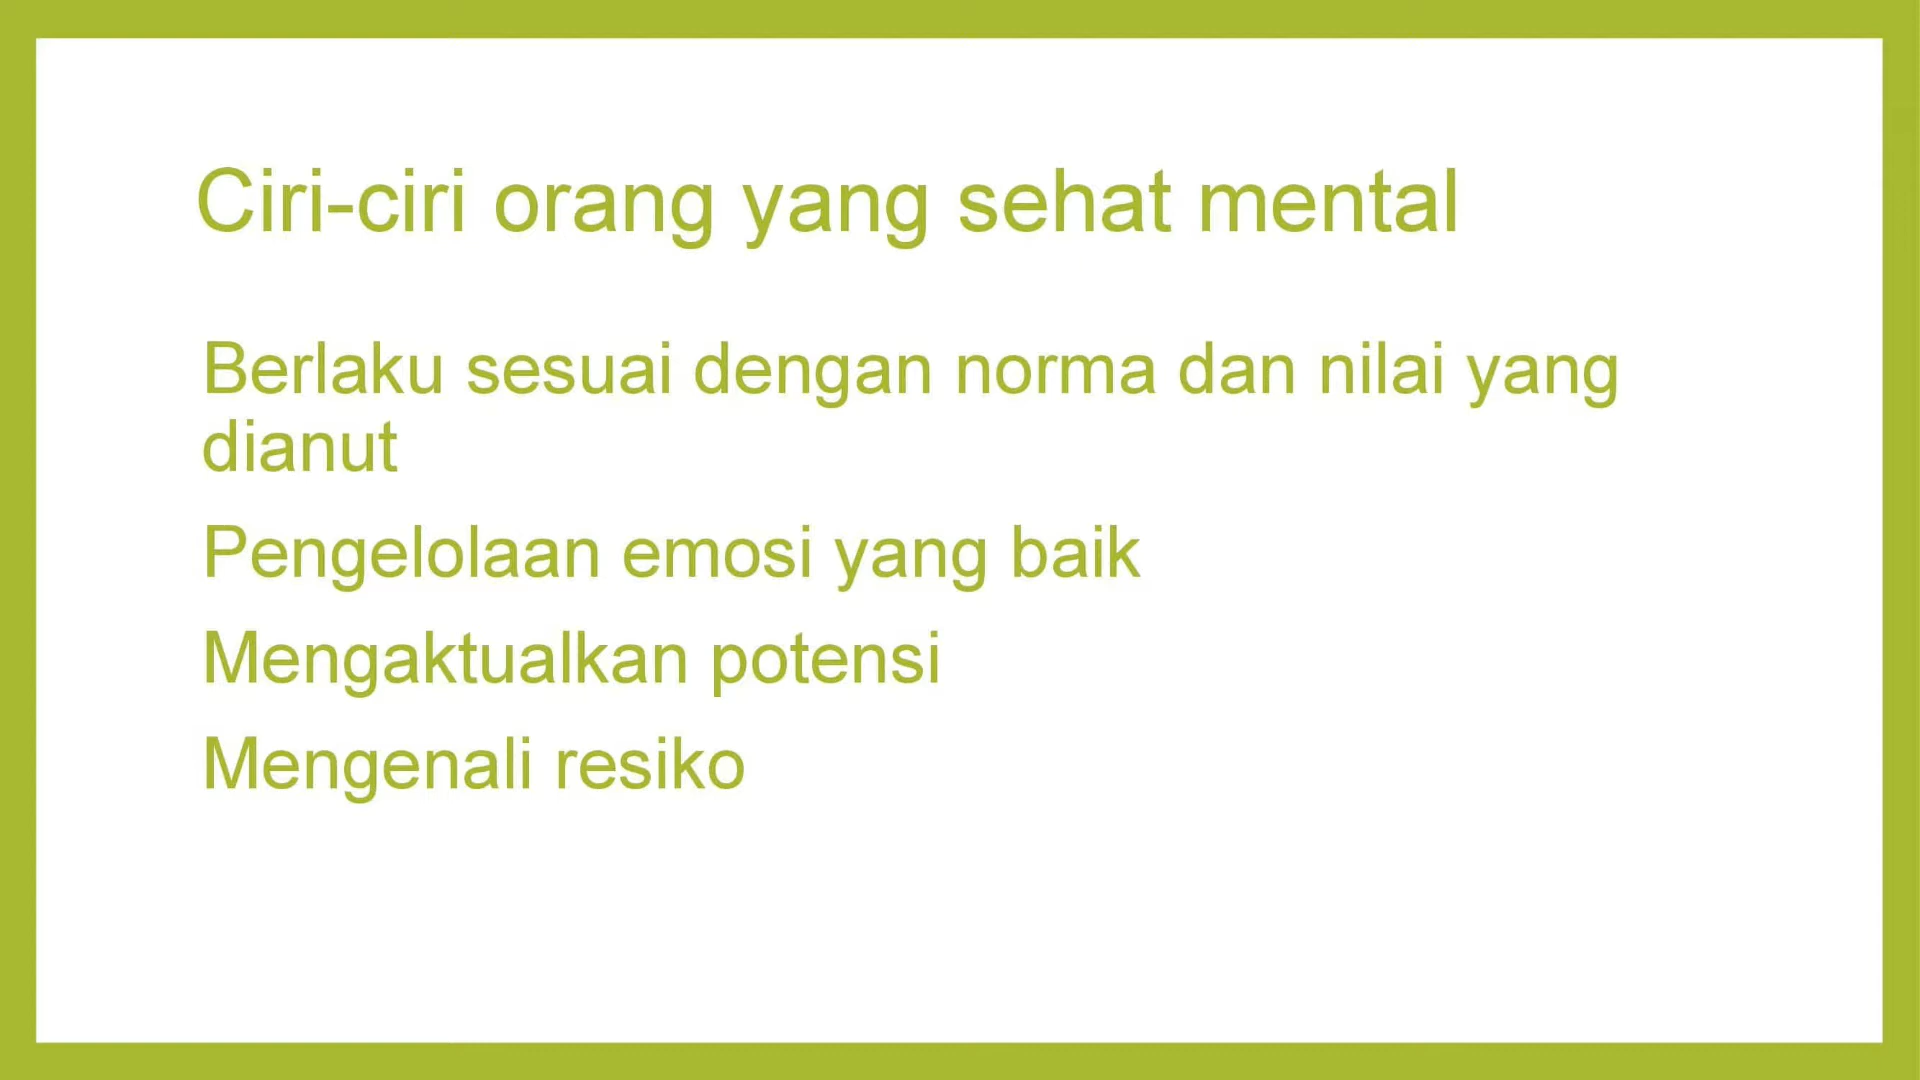 Ciri-ciri orang yang sehat mental
Berlaku sesuai dengan norma dan nilai yang
dianut
Pengelolaan emosi yang baik
Mengaktualkan potensi
Mengenali resiko